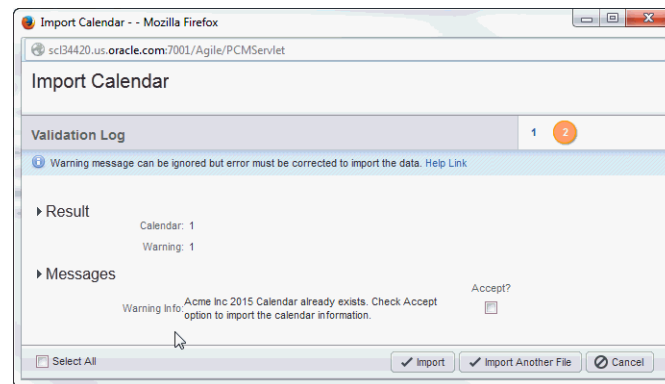 Import Calendar - - Mozilla Firefox
scl34420.us.oracle.com:7001/Agile/PCMServlet
Import Calendar
Validation Log
1 2
Warning message can be ignored but error must be corrected to import the data. Help Link
Result
Calendar: 1
Warning: 1
Messages
Accept?
Warning Info: Acme Inc 2015 Calendar already exists. Check Accept
option to import the calendar information.
Select All Import Import Another File Cancel